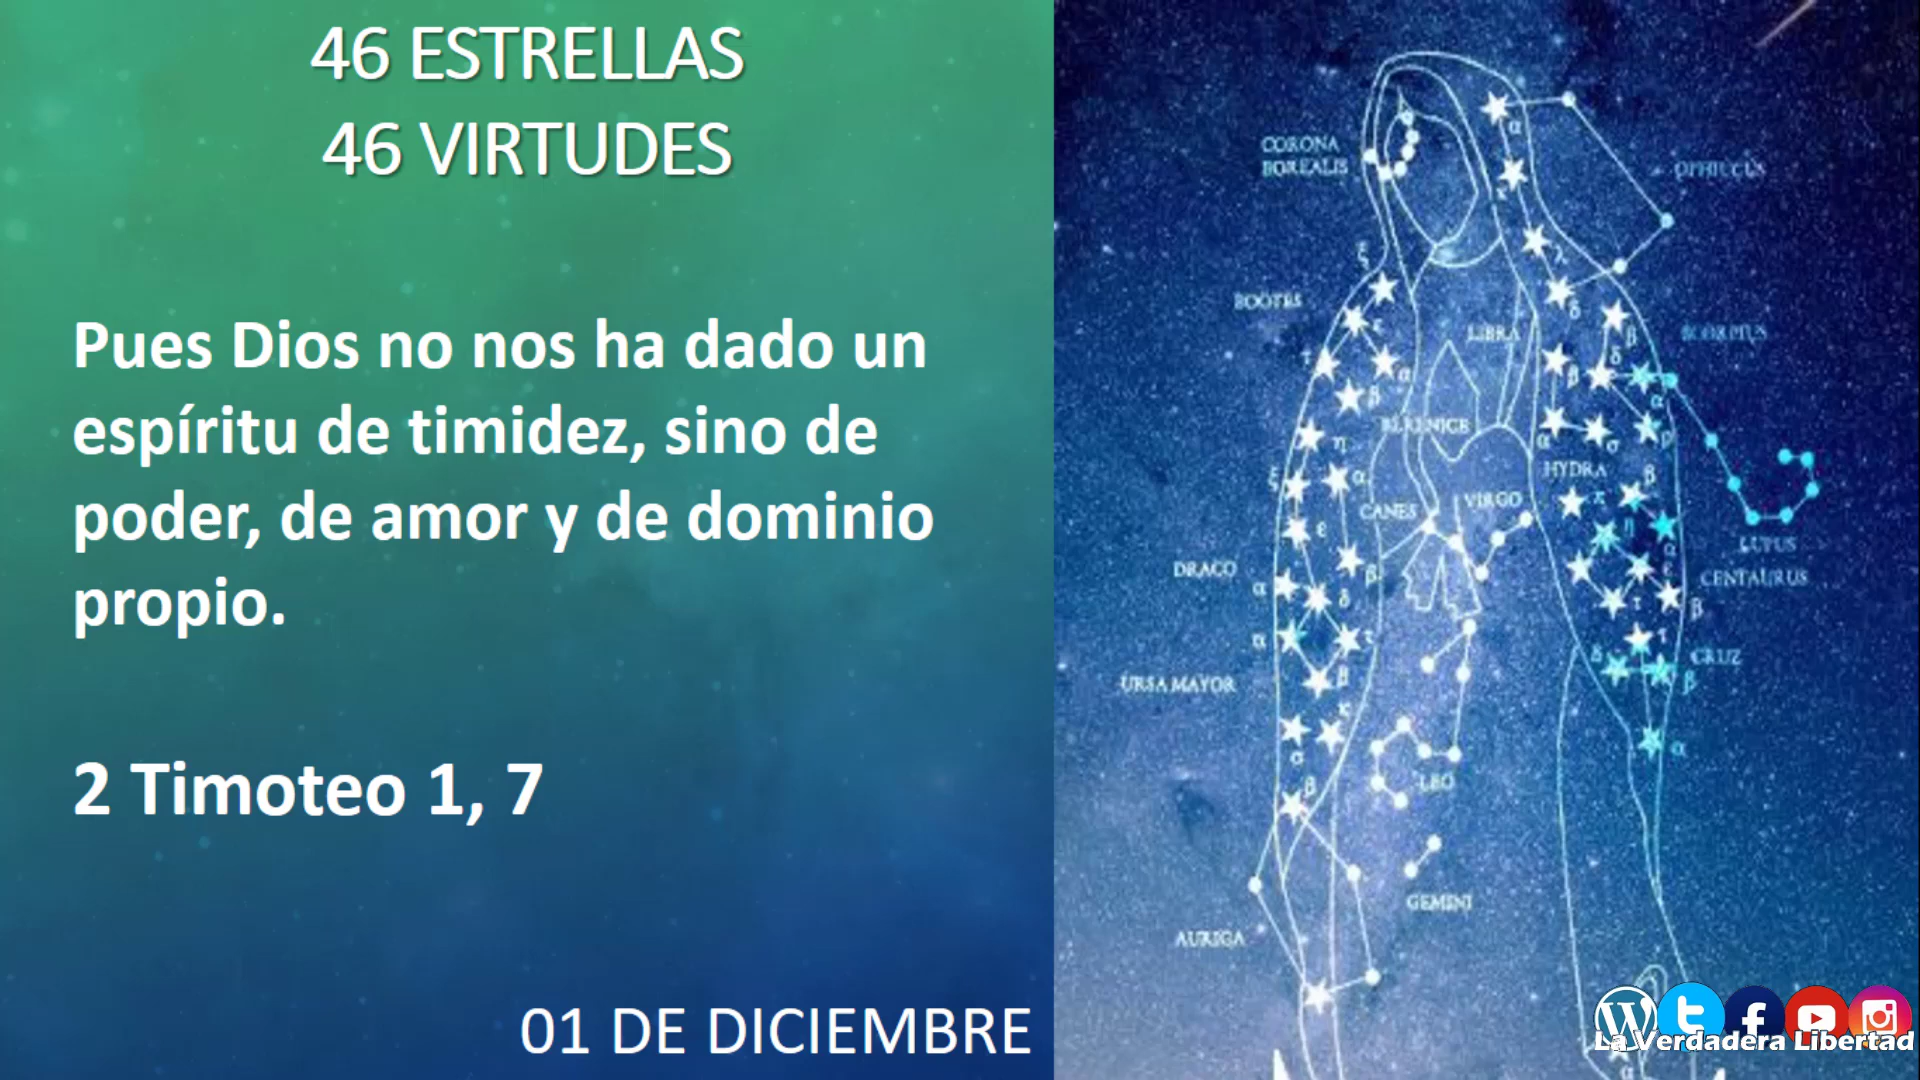 46 ESTRELLAS
46 VIRTUDES
Pues Dios no nos ha dado un
espíritu de timidez, sino de
poder, de amor y de dominio
propio.
2 Timoteo 1, 7
01 DE DICIEMBRE
CORONA
BOREALIS
OPHIUCUS
BOOTES
LIBRA
SCORPIUS
BERENICE
HYDRA
CANES
VIRGO
LUPUS
DRACO
CENTAURUS
CRUZ
URSA MAYOR
LEO
GEMINI
AURIGA
La Verdadera Libertad